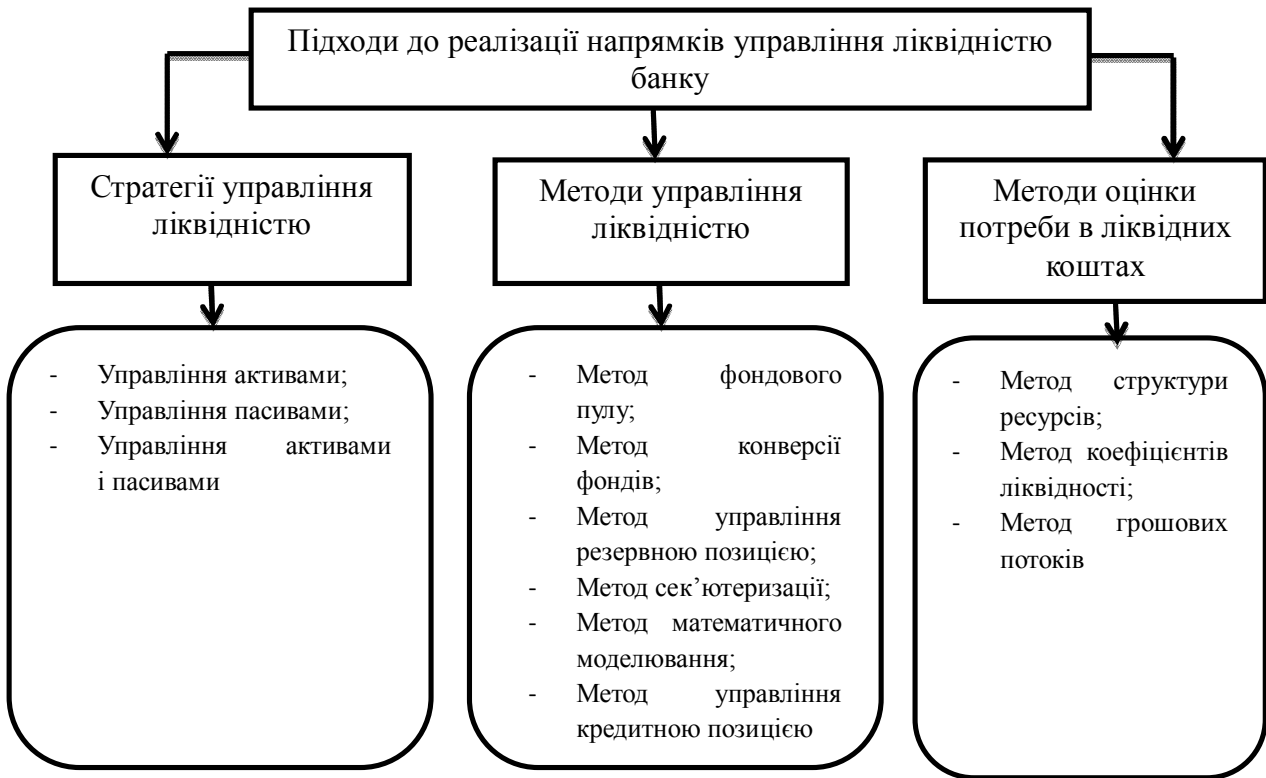 Підходи до реалізації напрямків управління ліквідністю
банку
Стратегії управління
ліквідністю
Методи управління
ліквідністю
Методи оцінки
потреби в ліквідних
коштах
- Управління активами;
- Управління пасивами;
- Управління активами
і пасивами
- Метод фондового
пулу;
- Метод конверсії
фондів;
- Метод управління
резервною позицією;
- Метод сек’ютеризації;
- Метод математичного
моделювання;
- Метод управління
кредитною позицією
- Метод структури
ресурсів;
- Метод коефіцієнтів
ліквідності;
- Метод грошових
потоків